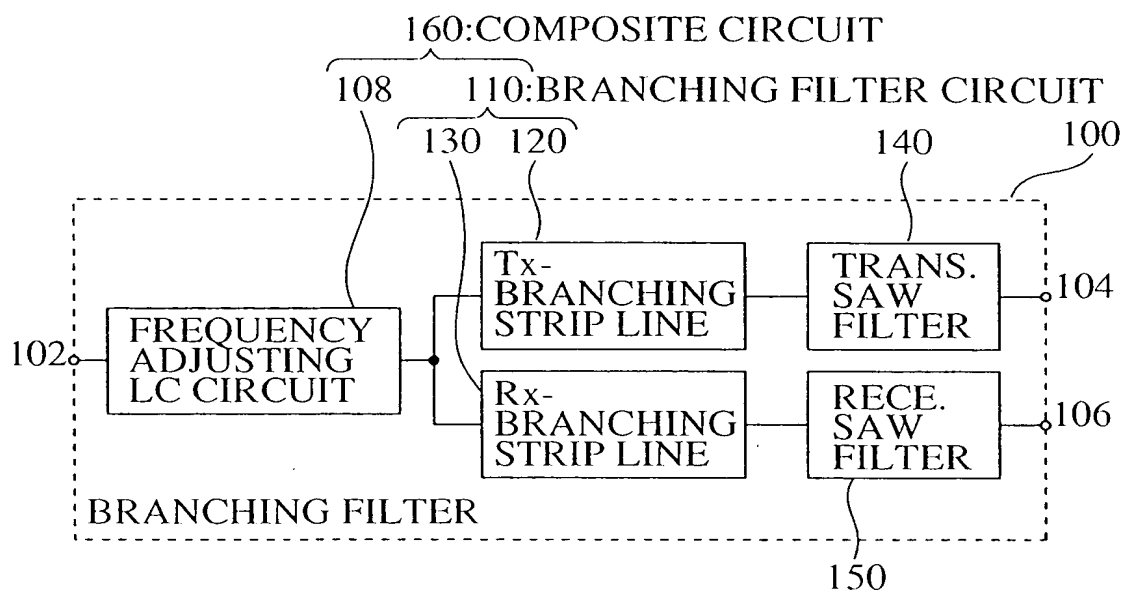 160:COMPOSITE CIRCUIT
108 110:BRANCHING FILTER CIRCUIT
130 120 140 100
Tx-
BRANCHING
STRIP LINE
TRANS.
SAW
FILTER
104
102
FREQUENCY
ADJUSTING
LC CIRCUIT
Rx-
BRANCHING
STRIP LINE
RECE.
SAW
FILTER
106
BRANCHING FILTER
150